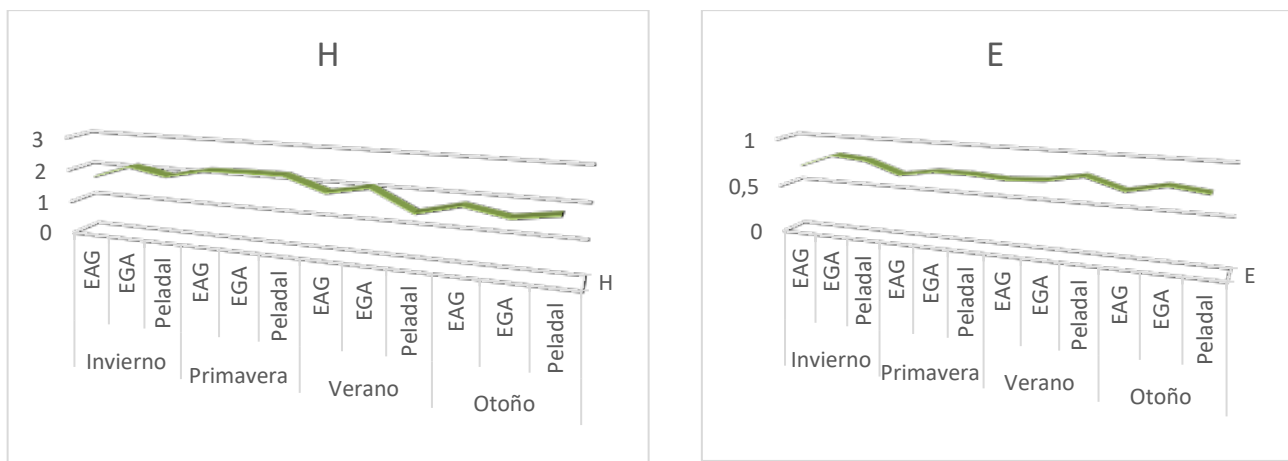 H
3
2
1
0
EAG
EGA
Peladal
EAG
EGA
Peladal
EAG
EGA
Peladal
EAG
EGA
Peladal
Invierno
Primavera
Verano
Otoño
H
E
1
0,5
0
EAG
EGA
Peladal
EAG
EGA
Peladal
EAG
EGA
Peladal
EAG
EGA
Peladal
Invierno
Primavera
Verano
Otoño
E